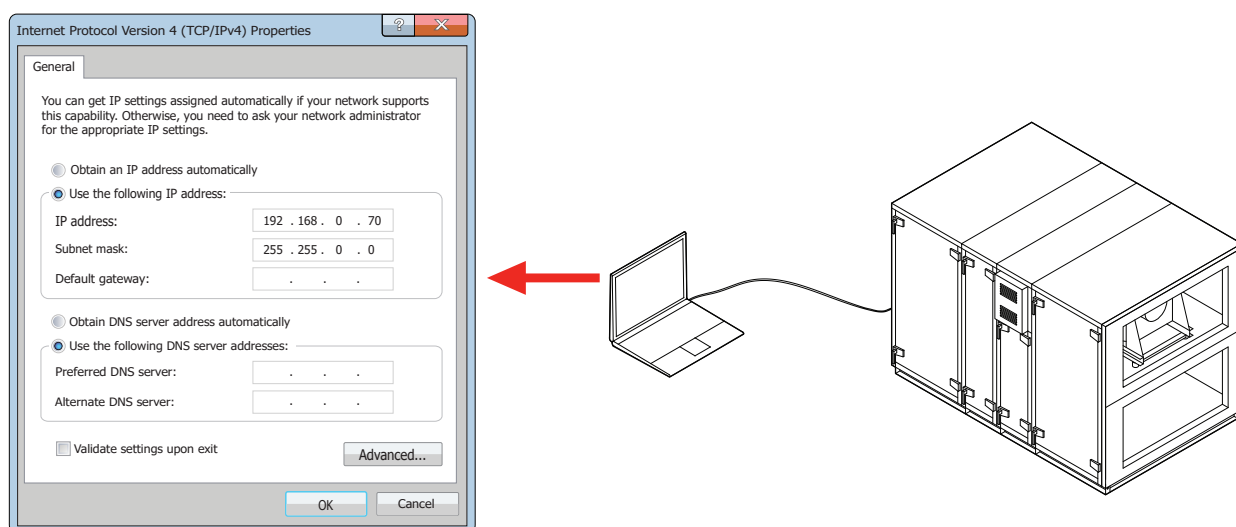 Internet Protocol Version 4 (TCP/IPv4) Properties
?
X
General
You can get IP settings assigned automatically if your network supports
this capability. Otherwise, you need to ask your network administrator
for the appropriate IP settings.
Obtain an IP address automatically
Use the following IP address:
IP address: 192 . 168 . 0 . 70
Subnet mask: 255 . 255 . 0 . 0
Default gateway: . . .
Obtain DNS server address automatically
Use the following DNS server addresses:
Preferred DNS server: . . .
Alternate DNS server: . . .
Validate settings upon exit
Advanced...
OK Cancel